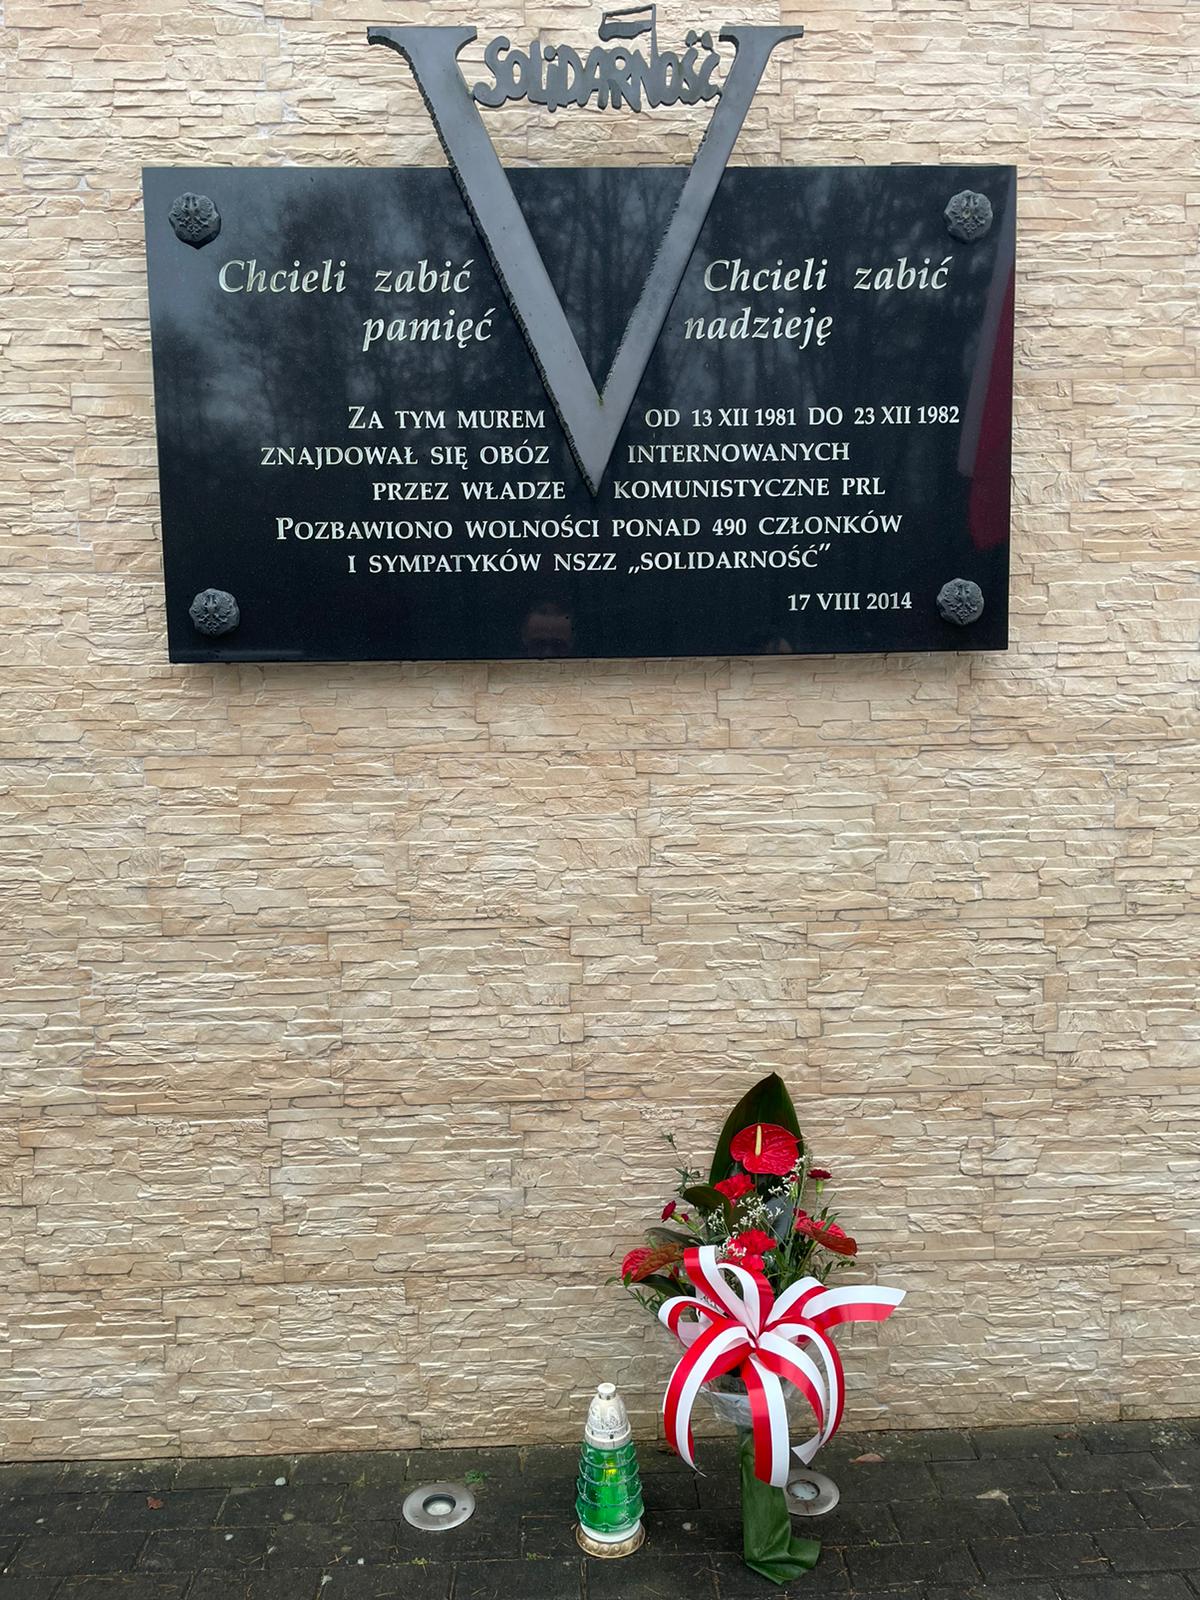 SOLIDARNOŚĆ
Chcieli zabić Chcieli zabić
pamięć nadzieję
ZA TYM MUREM OD 13 XII 1981 DO 23 XII 1982
ZNAJDOWAŁ SIĘ OBÓZ INTERNOWANYCH
PRZEZ WŁADZE KOMUNISTYCZNE PRL
POZBAWIONO WOLNOŚCI PONAD 490 CZŁONKÓW
I SYMPATYKÓW NSZZ „SOLIDARNOŚĆ”
17 VIII 2014